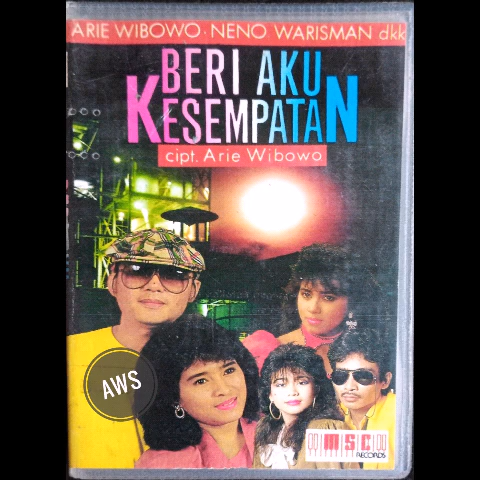 ARIE WIBOWO · NENO WARISMAN dkk
BERI AKU
KESEMPATAN
cipt. Arie Wibowo
AWS
MSC
RECORDS